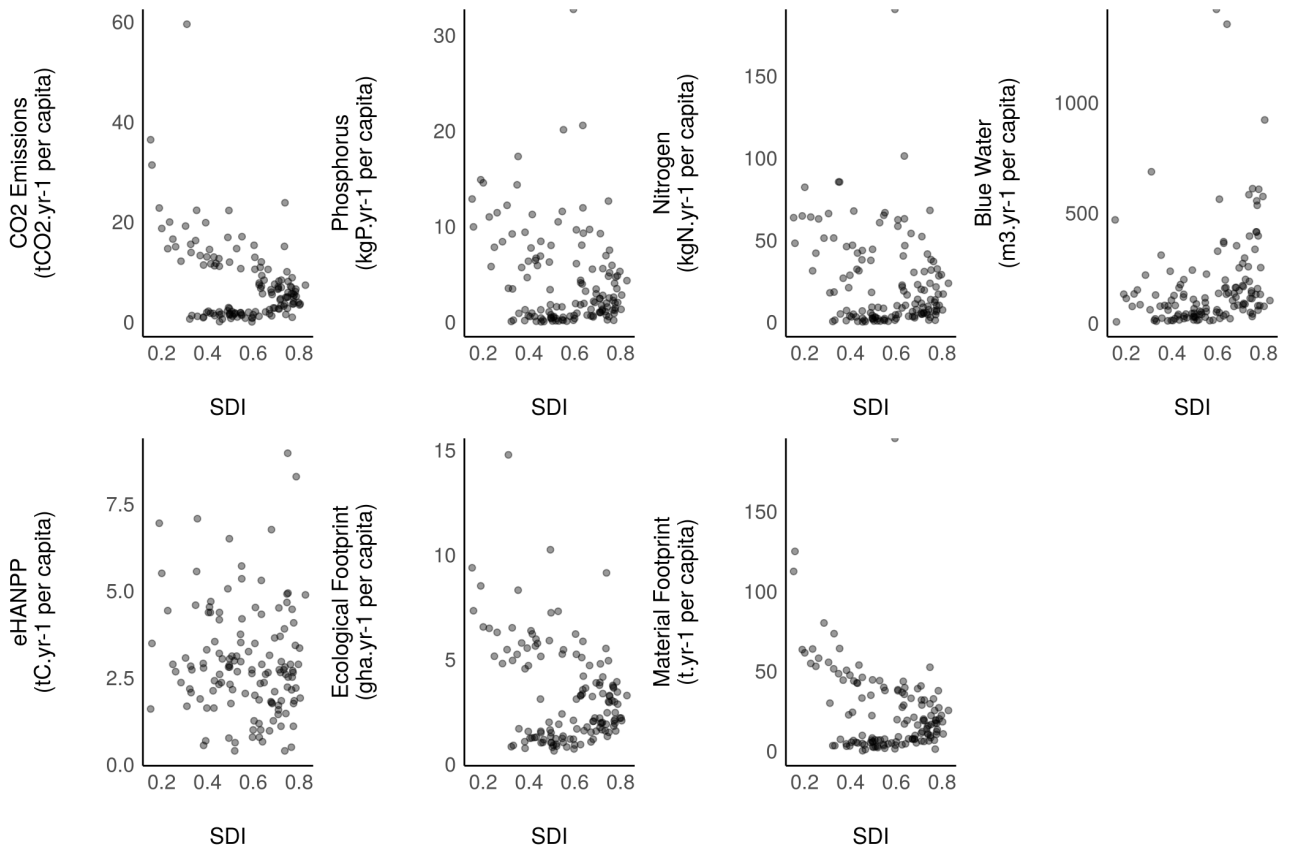 CO2 Emissions
(tCO2.yr-1 per capita)
60
40
20
0
0.2 0.4 0.6 0.8
SDI
Phosphorus
(kgP.yr-1 per capita)
30
20
10
0
0.2 0.4 0.6 0.8
SDI
Nitrogen
(kgN.yr-1 per capita)
150
100
50
0
0.2 0.4 0.6 0.8
SDI
Blue Water
(m3.yr-1 per capita)
1000
500
0
0.2 0.4 0.6 0.8
SDI
eHANPP
(tC.yr-1 per capita)
7.5
5.0
2.5
0.0
0.2 0.4 0.6 0.8
SDI
Ecological Footprint
(gha.yr-1 per capita)
15
10
5
0
0.2 0.4 0.6 0.8
SDI
Material Footprint
(t.yr-1 per capita)
150
100
50
0
0.2 0.4 0.6 0.8
SDI